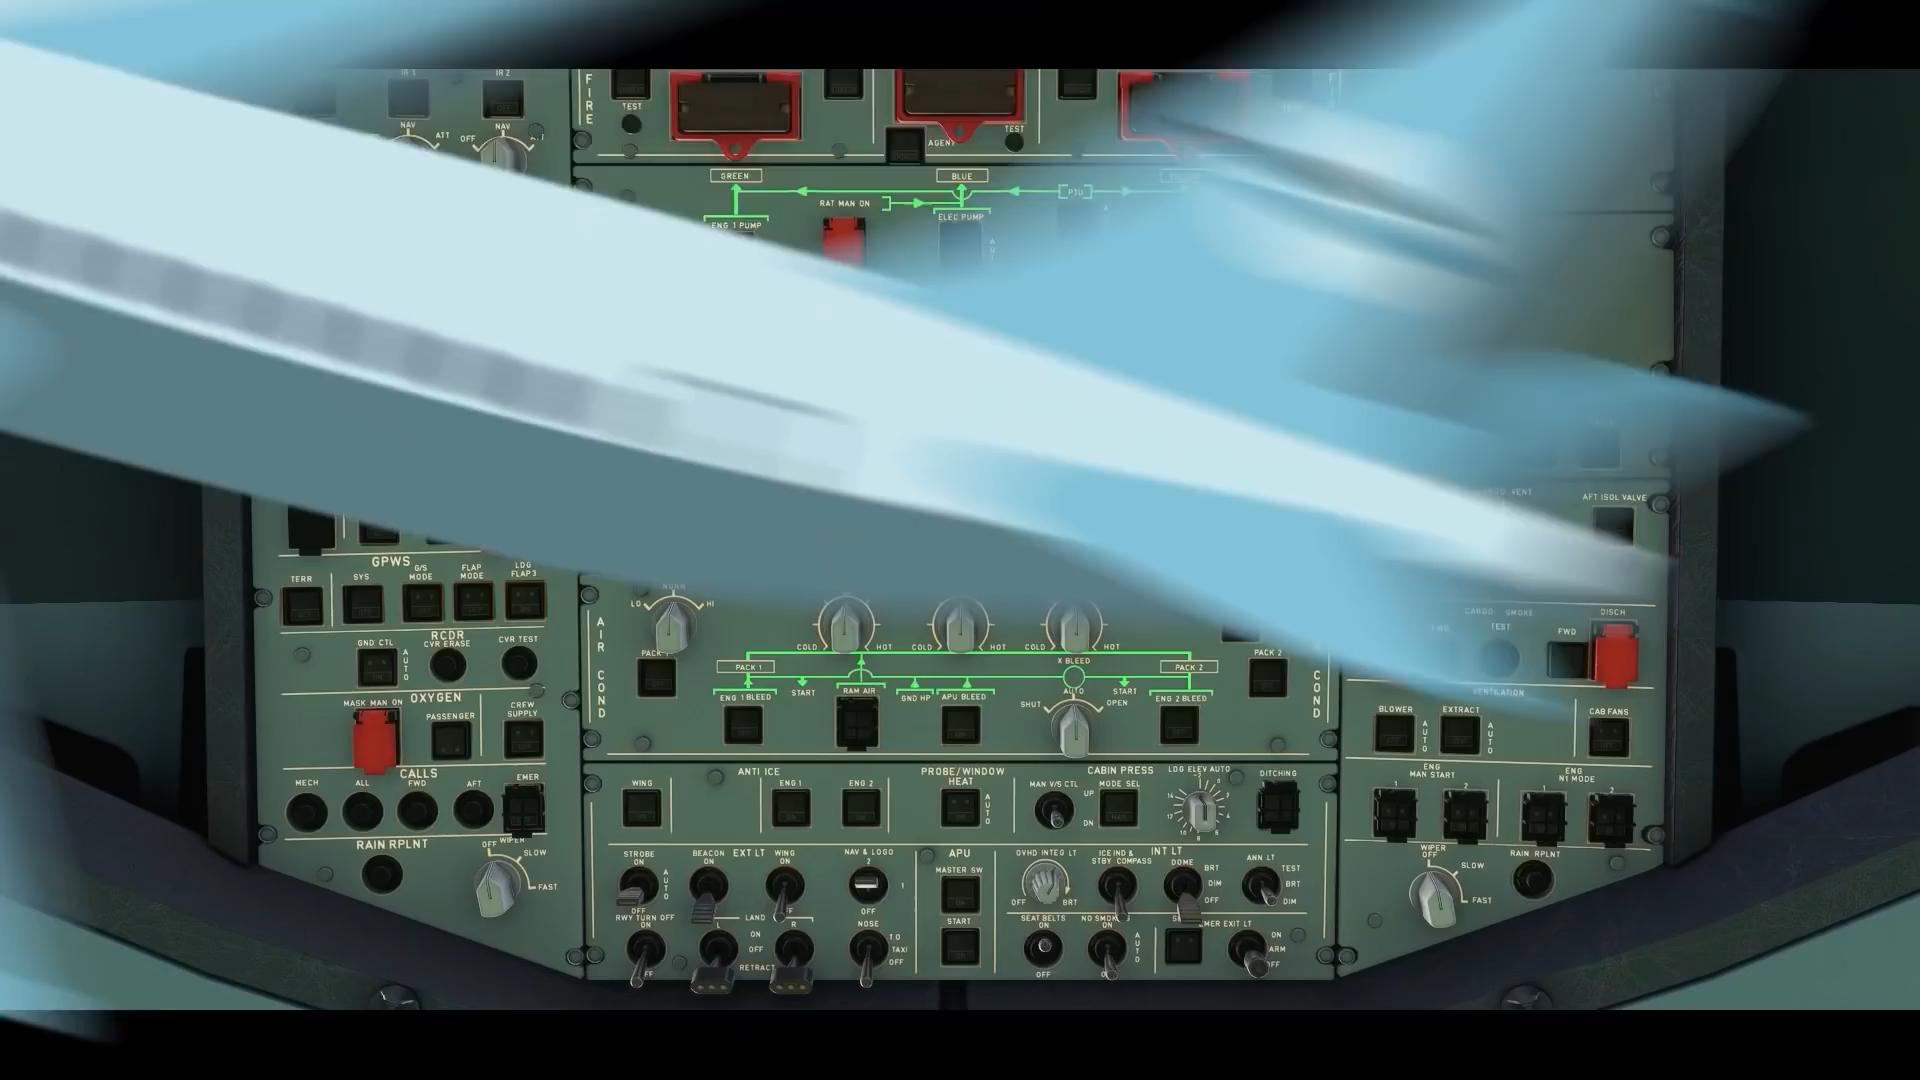 IR 1
IR 2
NAV
ATT
OFF
NAV
FIRE
TEST
AGENT
TEST
GREEN
BLUE
PTU
RAT MAN ON
ENG 1 PUMP
ELEC PUMP
VENT
AFT ISOL VALVE
GPWS
TERR
SYS
G/S MODE
FLAP MODE
LDG FLAP 3
RCDR
GND CTL
AUTO
CVR ERASE
CVR TEST
OXYGEN
MASK MAN ON
PASSENGER
CREW SUPPLY
CALLS
MECH
ALL
FWD
AFT
EMER
RAIN RPLNT
WIPER
OFF
SLOW
FAST
AIR COND
LO
NORM
HI
COLD
HOT
COLD
HOT
COLD
HOT
PACK 1
PACK 1
X BLEED
PACK 2
PACK 2
ENG 1 BLEED
START
RAM AIR
GND HP
APU BLEED
AUTO
START
ENG 2 BLEED
SHUT
OPEN
AIR COND
CARGO SMOKE
DISCH
TEST
FWD
VENTILATION
BLOWER
AUTO
EXTRACT
AUTO
CAB FANS
ENG MAN START
1
2
ENG N1 MODE
1
2
WIPER
OFF
SLOW
FAST
RAIN RPLNT
ANTI ICE
WING
ENG 1
ENG 2
PROBE/WINDOW HEAT
AUTO
CABIN PRESS
MAN V/S CTL
UP
DN
MODE SEL
LDG ELEV AUTO
DITCHING
EXT LT
STROBE
ON
AUTO
OFF
BEACON
ON
WING
ON
OFF
NAV & LOGO
2
1
OFF
RWY TURN OFF
ON
OFF
LAND
L
R
ON
OFF
RETRACT
NOSE
TO
TAXI
OFF
APU
MASTER SW
START
INT LT
OVHD INTEG LT
OFF
BRT
ICE IND & STBY COMPASS
DOME
BRT
DIM
OFF
ANN LT
TEST
BRT
DIM
SEAT BELTS
ON
OFF
NO SMOKING
ON
AUTO
EMER EXIT LT
ON
ARM
OFF